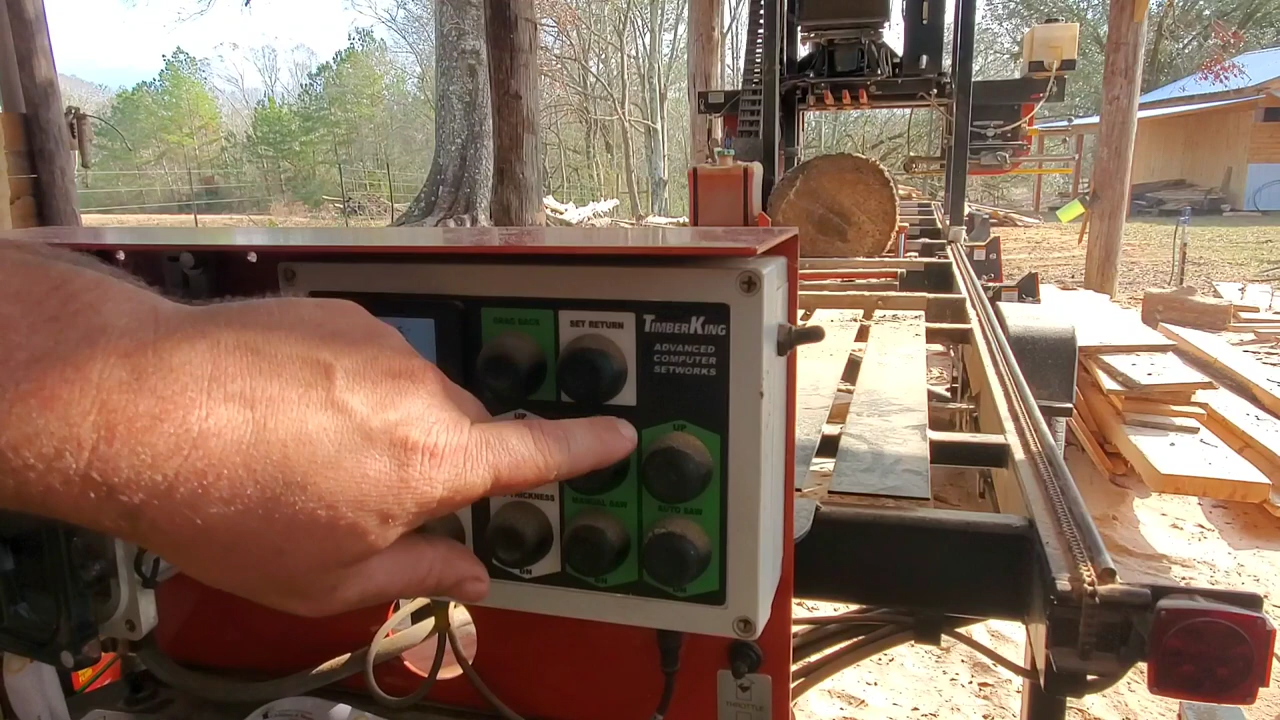 DRAG BACK
SET RETURN
TIMBERKING
ADVANCED
COMPUTER
SETWORKS
UP
UP
THICKNESS
MANUAL SAW
AUTO SAW
DN
DN
DN
THROTTLE